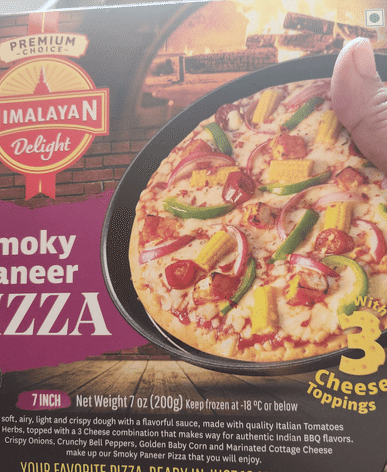 PREMIUM
-CHOICE-
IMALAYAN
Delight
moky
aneer
IZZA
With
3
Cheese
Toppings
7 INCH Net Weight 7 oz (200g) Keep frozen at -18 ºC or below
soft, airy, light and crispy dough with a flavorful sauce, made with quality Italian Tomatoes
Herbs, topped with a 3 Cheese combination that makes way for authentic Indian BBQ flavors.
Crispy Onions, Crunchy Bell Peppers, Golden Baby Corn and Marinated Cottage Cheese
make up our Smoky Paneer Pizza that you will enjoy.
YOUR FAVORITE PIZZA, READY IN